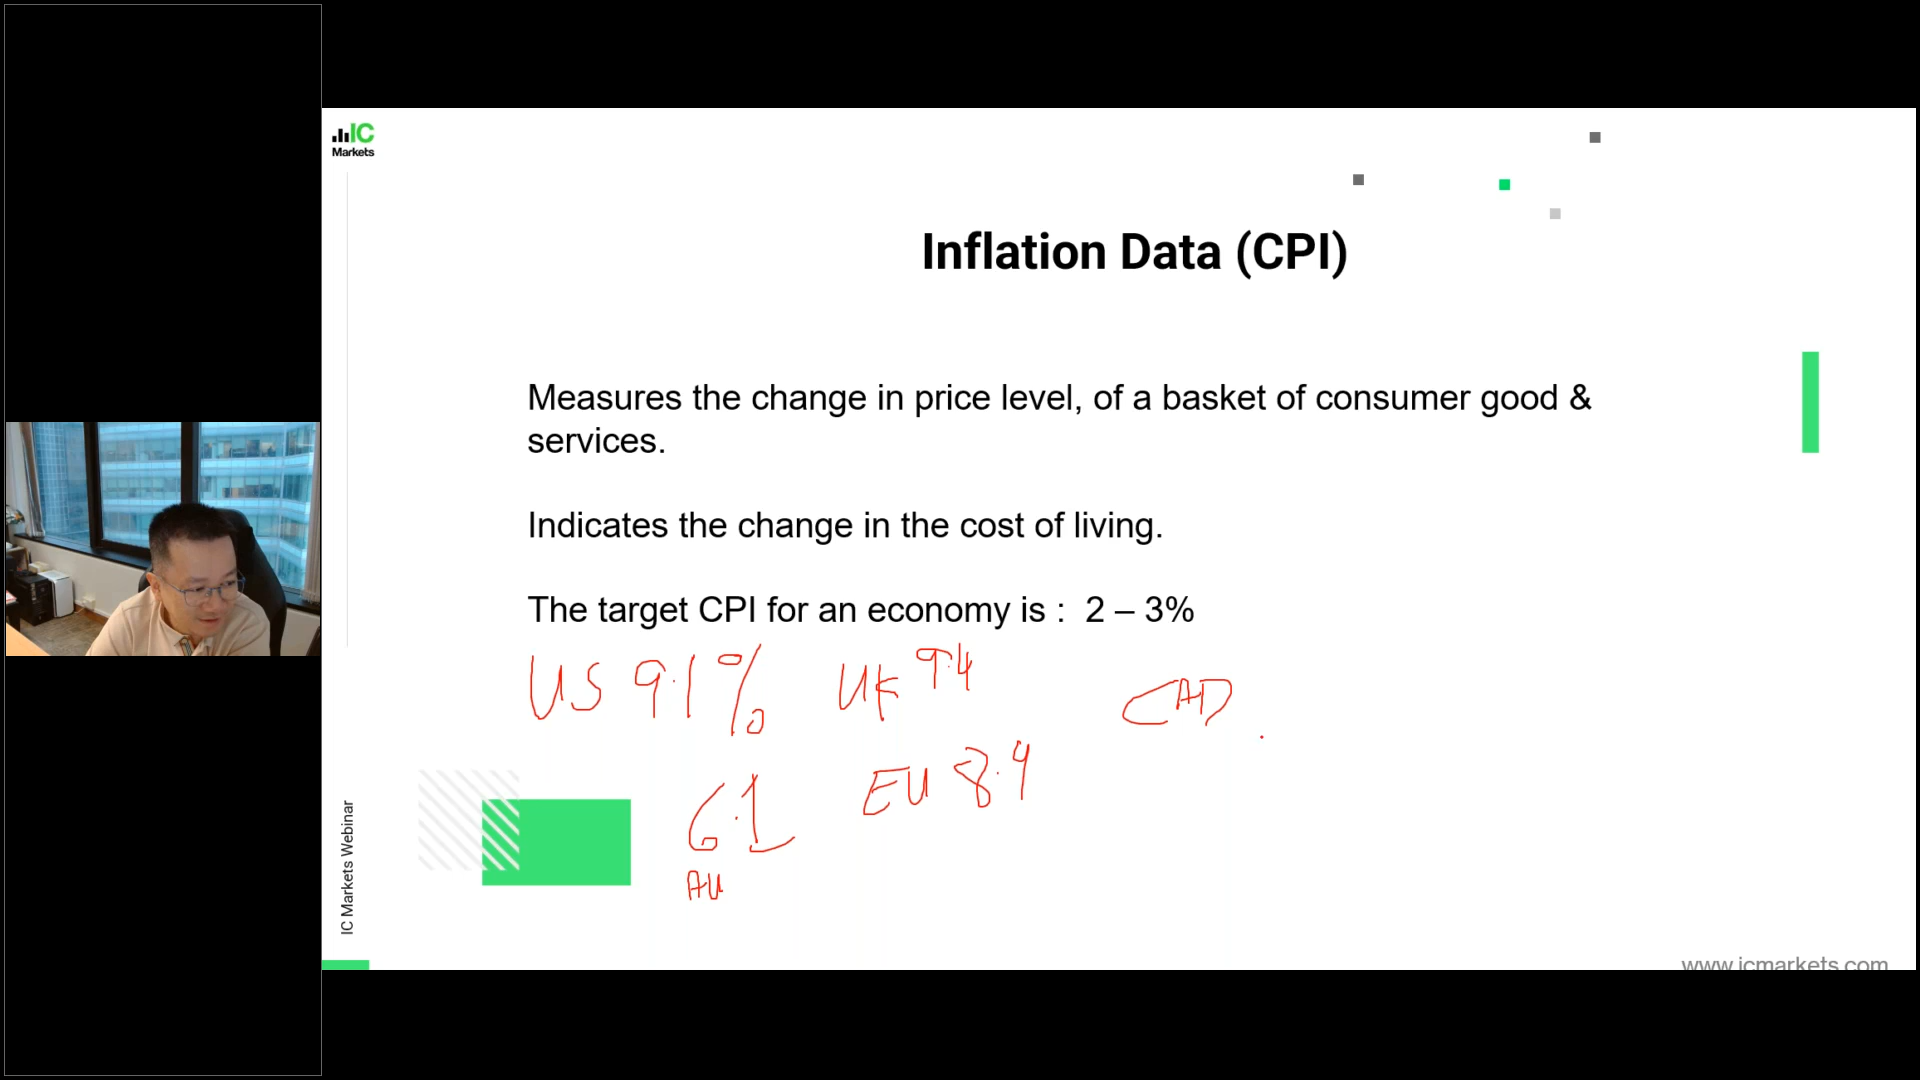 IC
Markets
Inflation Data (CPI)
Measures the change in price level, of a basket of consumer good &
services.
Indicates the change in the cost of living.
The target CPI for an economy is : 2 – 3%
US 9.1% UK 9.4 CAD
EU 8.9
6.1
AU
IC Markets Webinar
www.icmarkets.com